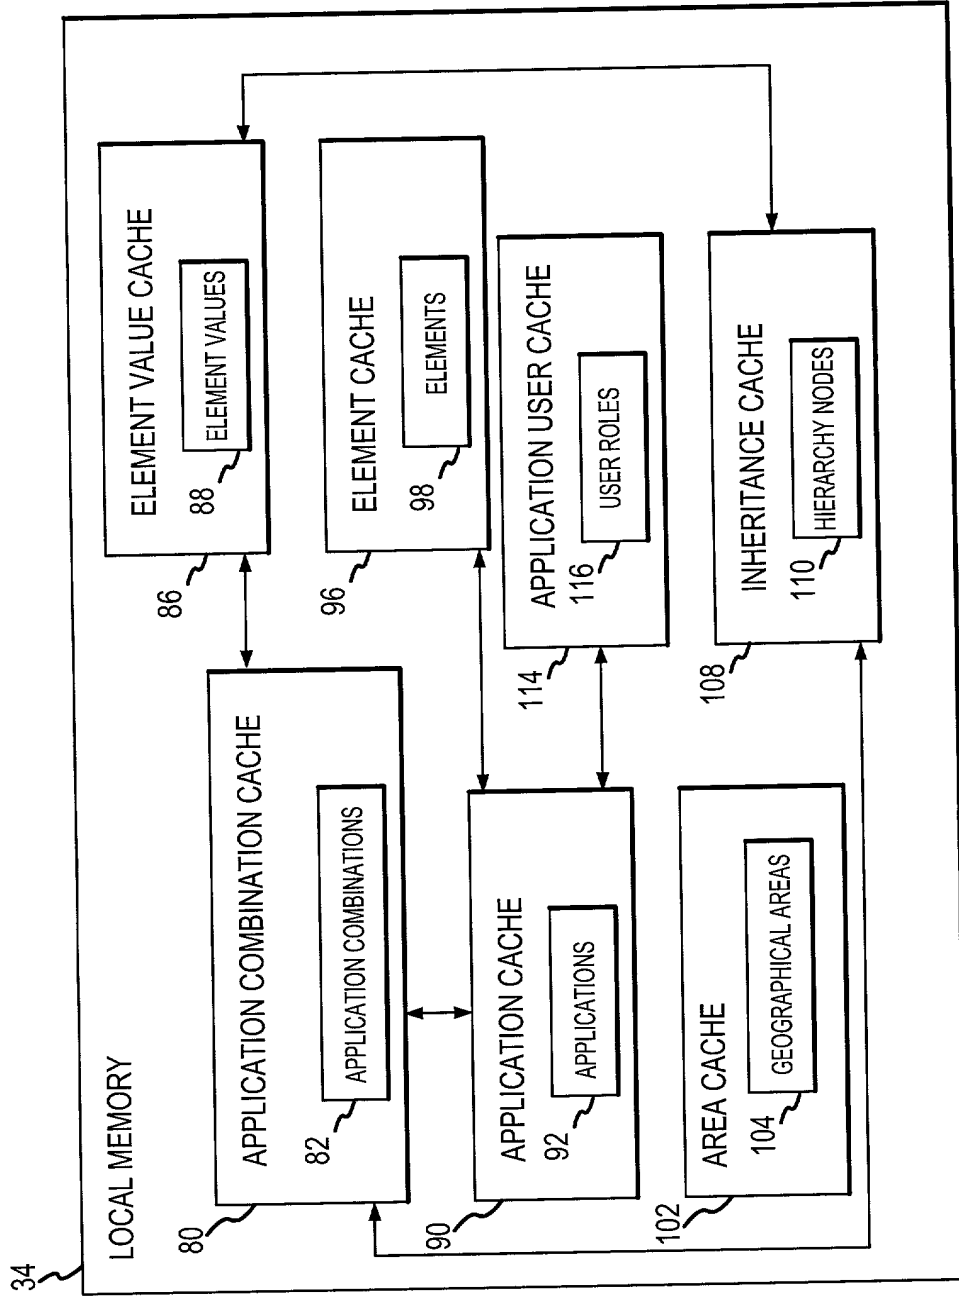 34
LOCAL MEMORY
80
APPLICATION COMBINATION CACHE
82
APPLICATION COMBINATIONS
86
ELEMENT VALUE CACHE
88
ELEMENT VALUES
90
APPLICATION CACHE
92
APPLICATIONS
96
ELEMENT CACHE
98
ELEMENTS
114
APPLICATION USER CACHE
116
USER ROLES
102
AREA CACHE
104
GEOGRAPHICAL AREAS
108
INHERITANCE CACHE
110
HIERARCHY NODES